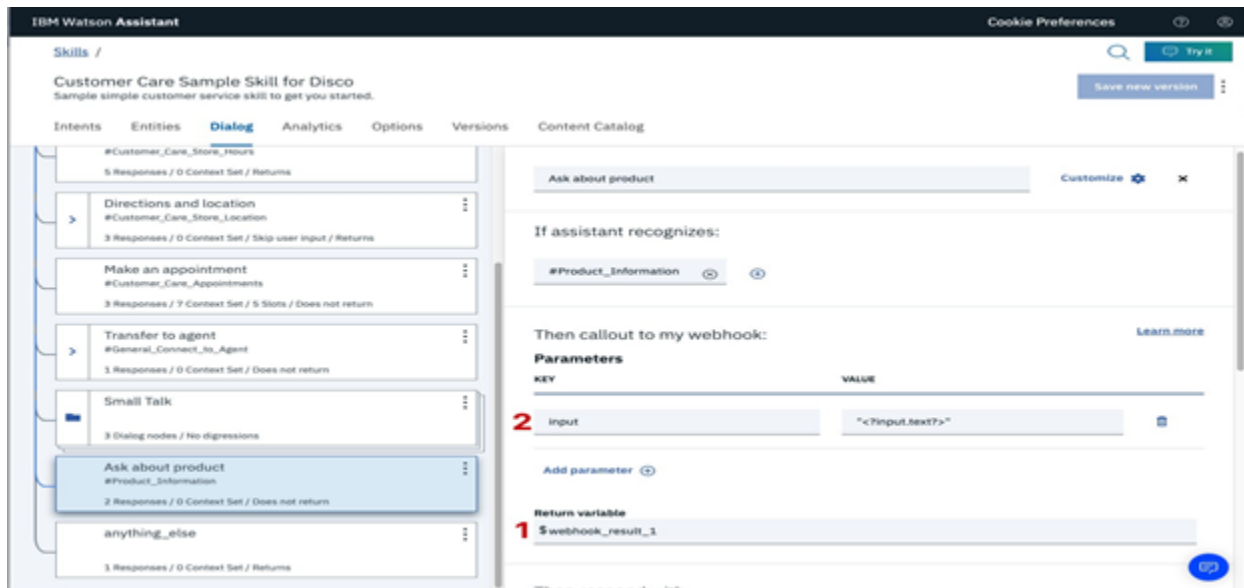 IBM Watson Assistant
Cookie Preferences
Skills /
Try it
Customer Care Sample Skill for Disco
Sample simple customer service skill to get you started.
Save new version
Intents Entities Dialog Analytics Options Versions Content Catalog
#Customer_Care_Store_Hours
5 Responses / 0 Context Set / Returns
Directions and location
#Customer_Care_Store_Location
3 Responses / 0 Context Set / Skip user input / Returns
Make an appointment
#Customer_Care_Appointments
3 Responses / 7 Context Set / 5 Slots / Does not return
Transfer to agent
#General_Connect_to_Agent
1 Responses / 0 Context Set / Does not return
Small Talk
3 Dialog nodes / No digressions
Ask about product
#Product_Information
2 Responses / 0 Context Set / Does not return
anything_else
1 Responses / 0 Context Set / Returns
Ask about product
Customize
If assistant recognizes:
#Product_Information
Then callout to my webhook:
Learn more
Parameters
KEY VALUE
2 input "<?input.text?>"
Add parameter
Return variable
1 $webhook_result_1